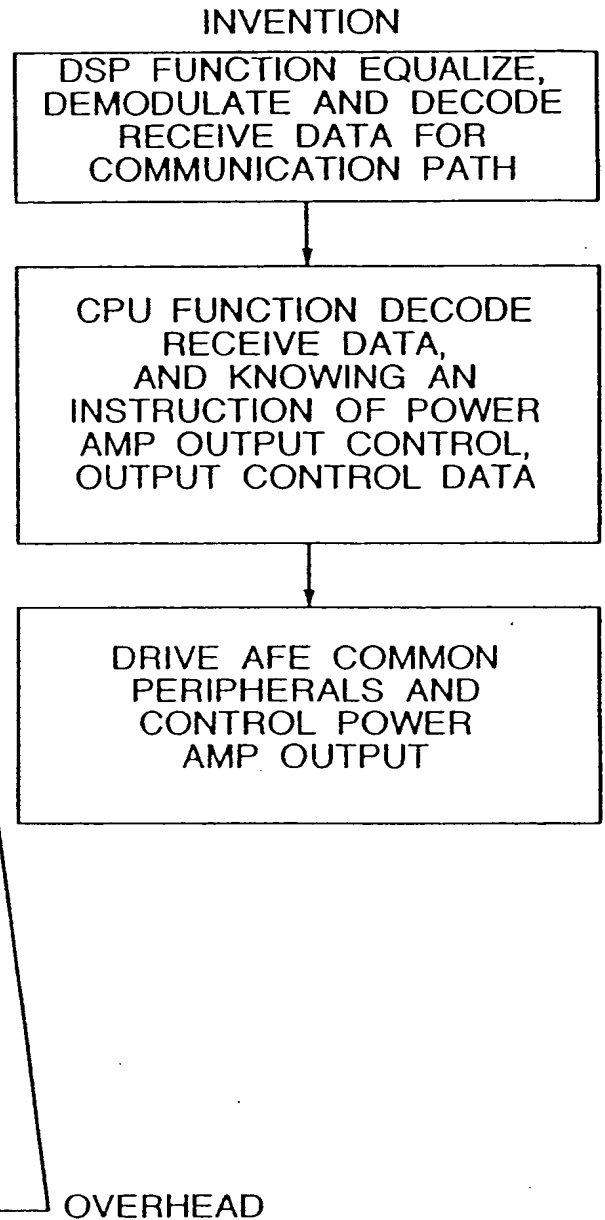 INVENTION
DSP FUNCTION EQUALIZE,
DEMODULATE AND DECODE
RECEIVE DATA FOR
COMMUNICATION PATH
CPU FUNCTION DECODE
RECEIVE DATA,
AND KNOWING AN
INSTRUCTION OF POWER
AMP OUTPUT CONTROL,
OUTPUT CONTROL DATA
DRIVE AFE COMMON
PERIPHERALS AND
CONTROL POWER
AMP OUTPUT
OVERHEAD